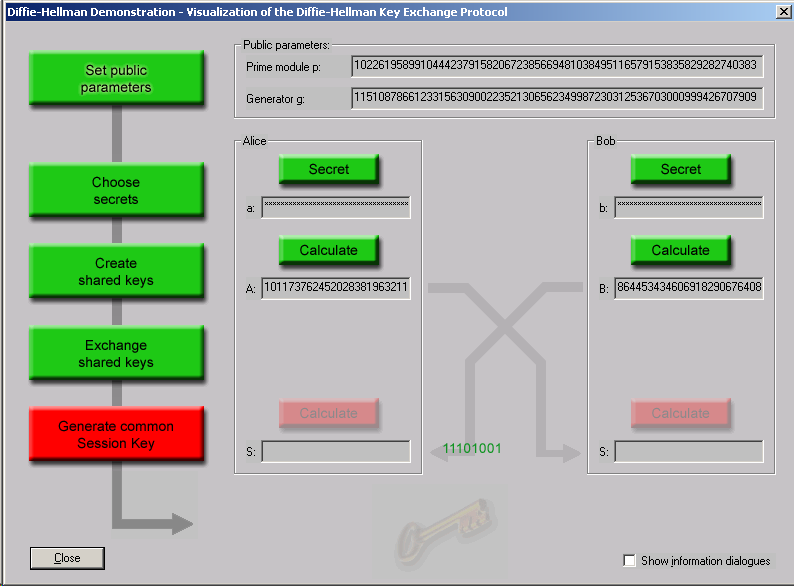 Diffie-Hellman Demonstration - Visualization of the Diffie-Hellman Key Exchange Protocol
Set public
parameters
Public parameters:
Prime module p: 1022619589910444237915820672385669481038495116579153835829282740383
Generator g: 1151087866123315630900223521306562349987230312536703000999426707909
Choose
secrets
Create
shared keys
Exchange
shared keys
Generate common
Session Key
Alice
Secret
a: ************************************
Calculate
A: 101173762452028381963211
Calculate
S:
11101001
Bob
Secret
b: ************************************
Calculate
B: 864453434606918290676408
Calculate
S:
Close
Show information dialogues